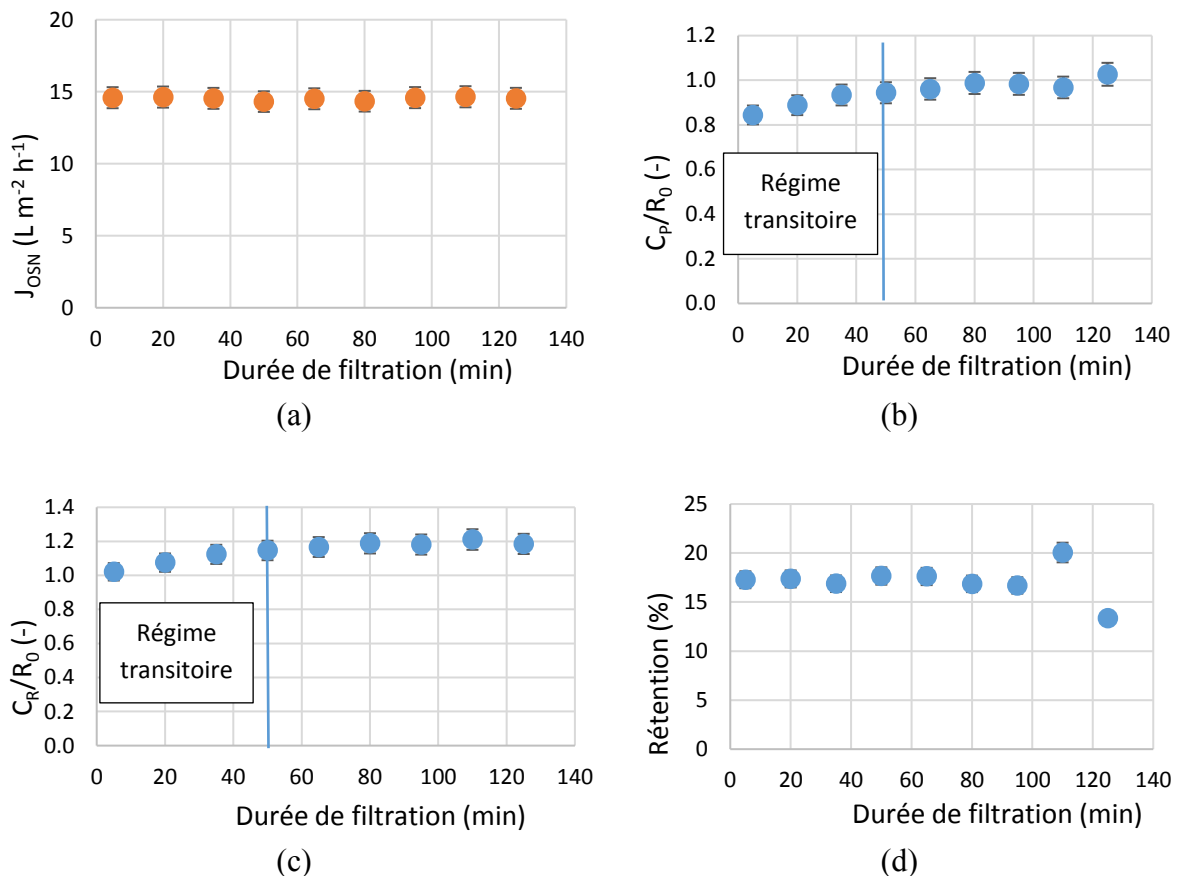 20
15
10
5
0
J_OSN (L m⁻² h⁻¹)
0 20 40 60 80 100 120 140
Durée de filtration (min)
(a)
1.2
1.0
0.8
0.6
0.4
0.2
0.0
C_P/R_0 (-)
Régime
transitoire
0 20 40 60 80 100 120 140
Durée de filtration (min)
(b)
1.4
1.2
1.0
0.8
0.6
0.4
0.2
0.0
C_R/R_0 (-)
Régime
transitoire
0 20 40 60 80 100 120 140
Durée de filtration (min)
(c)
25
20
15
10
5
0
Rétention (%)
0 20 40 60 80 100 120 140
Durée de filtration (min)
(d)